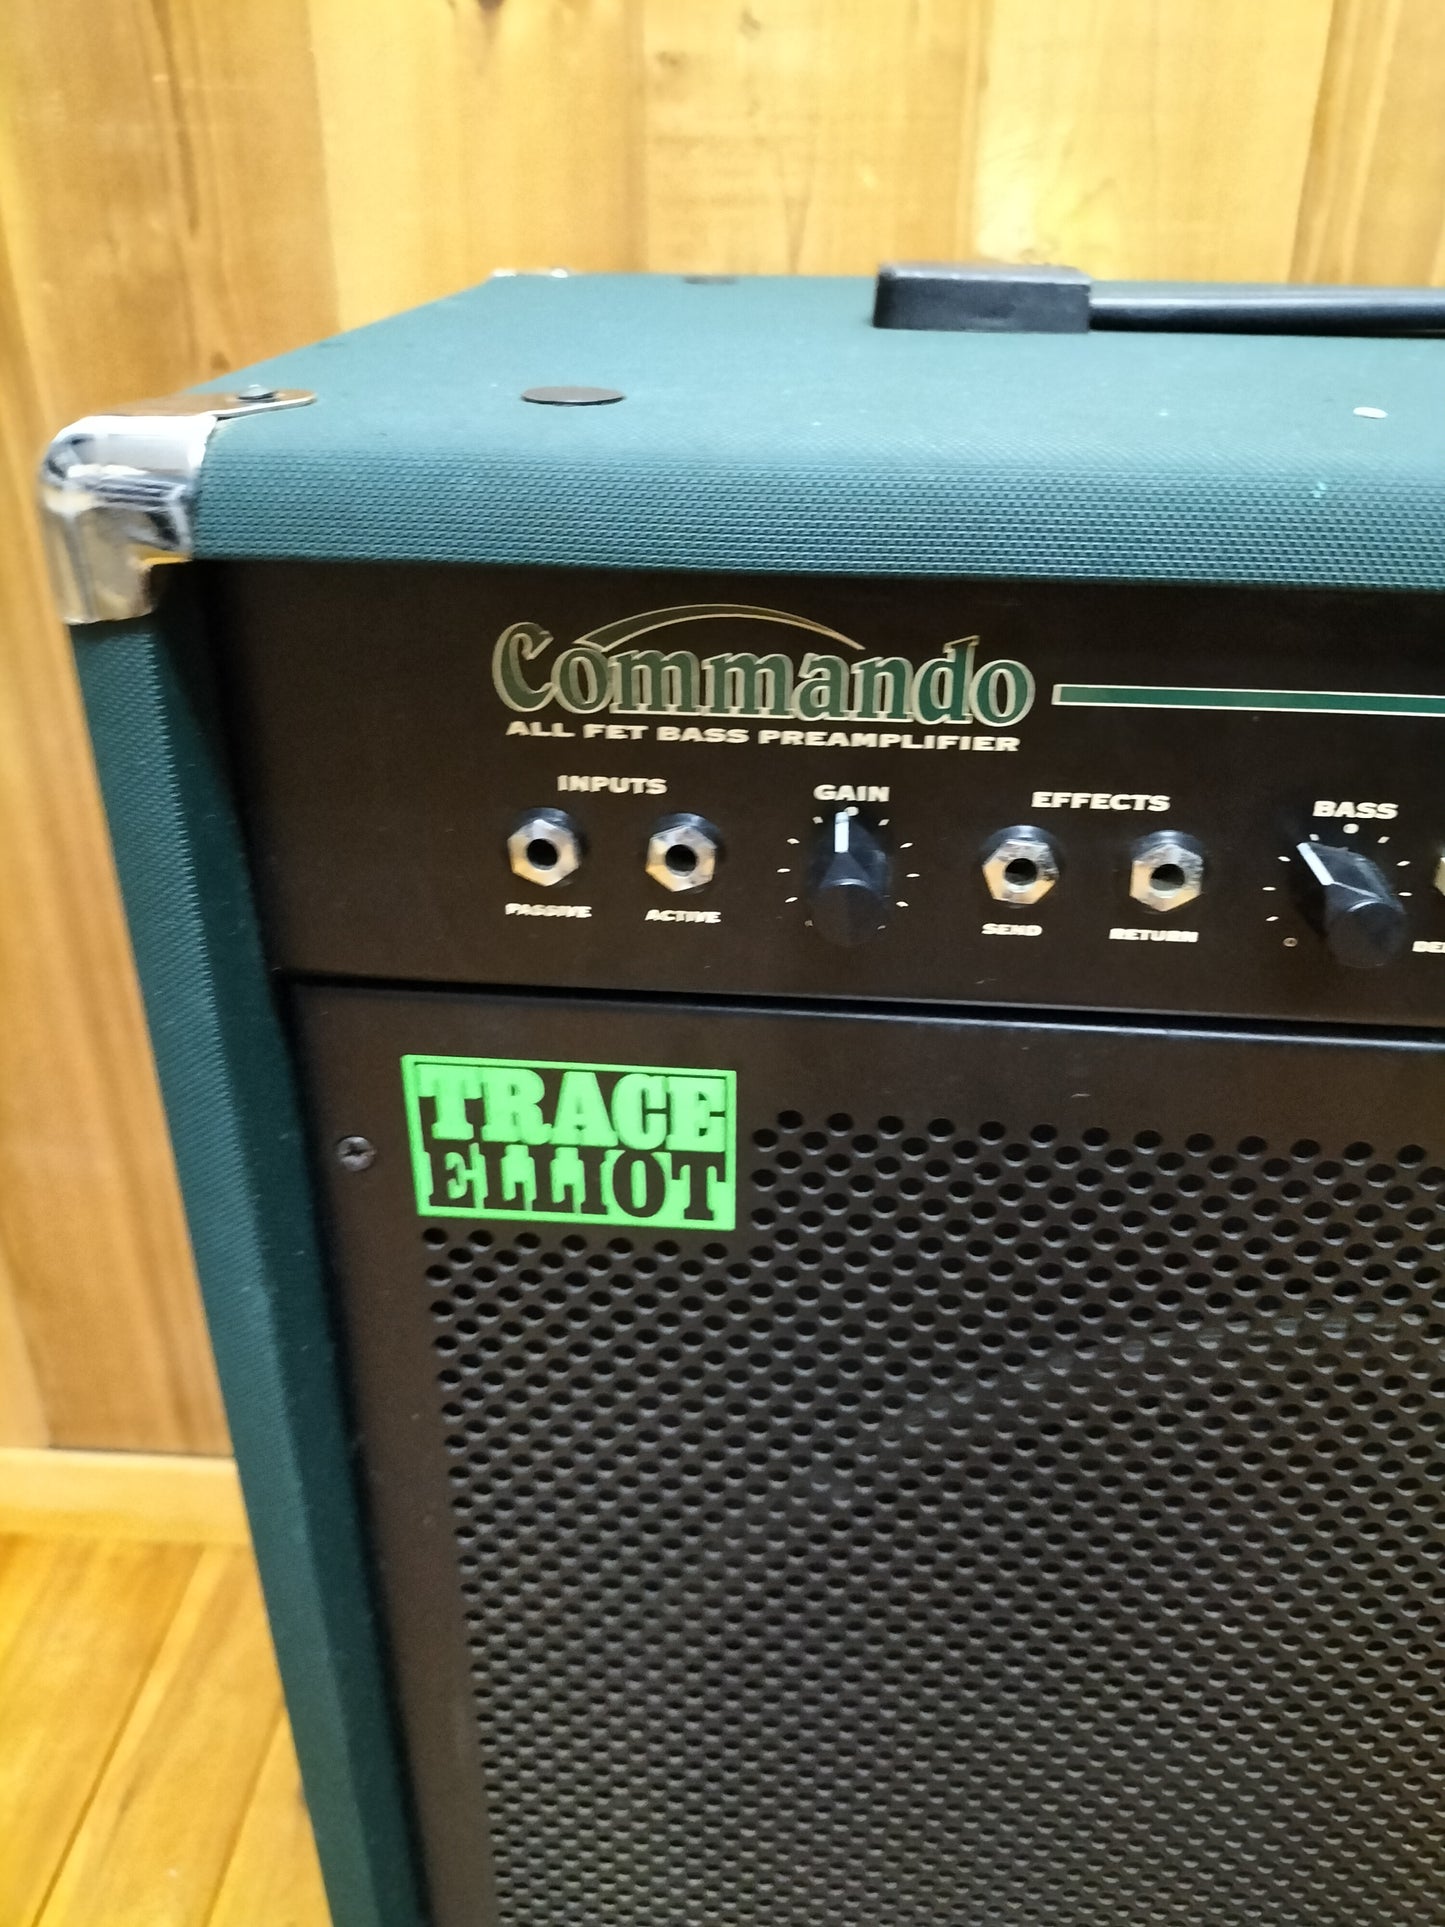 Commando
ALL FET BASS PREAMPLIFIER
INPUTS
GAIN
EFFECTS
BASS
PASSIVE
ACTIVE
SEND
RETURN
TRACE
ELLIOT